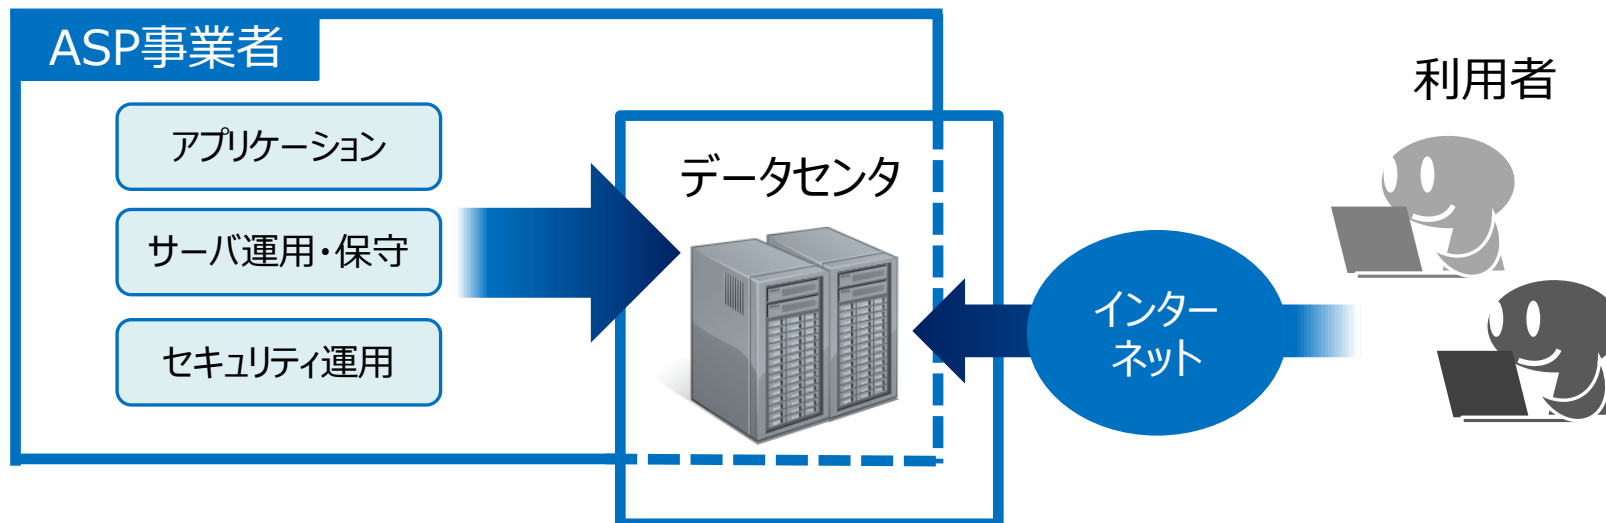 ASP事業者
利用者
アプリケーション
データセンタ
サーバ運用・保守
インター
ネット
セキュリティ運用